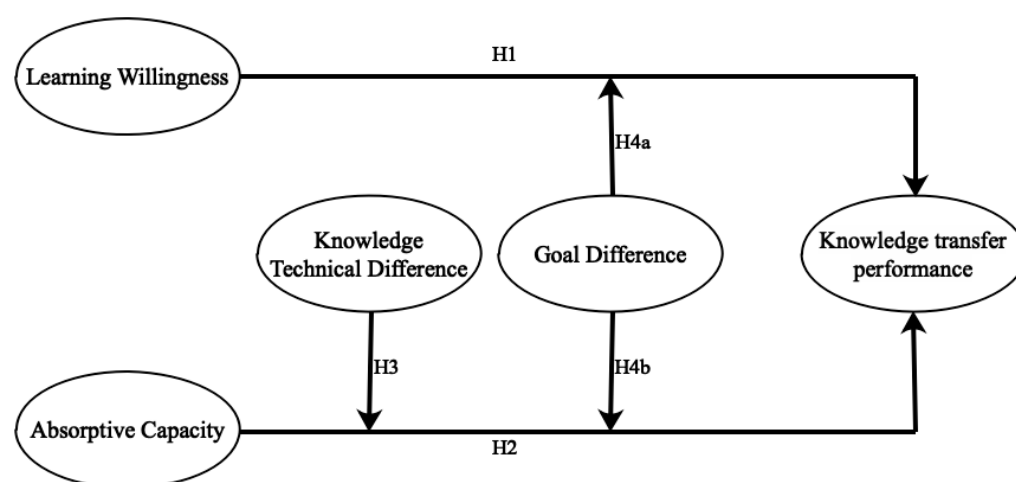 H1
Learning Willingness
H4a
Knowledge
Technical Difference
Goal Difference
Knowledge transfer
performance
H3
H4b
Absorptive Capacity
H2